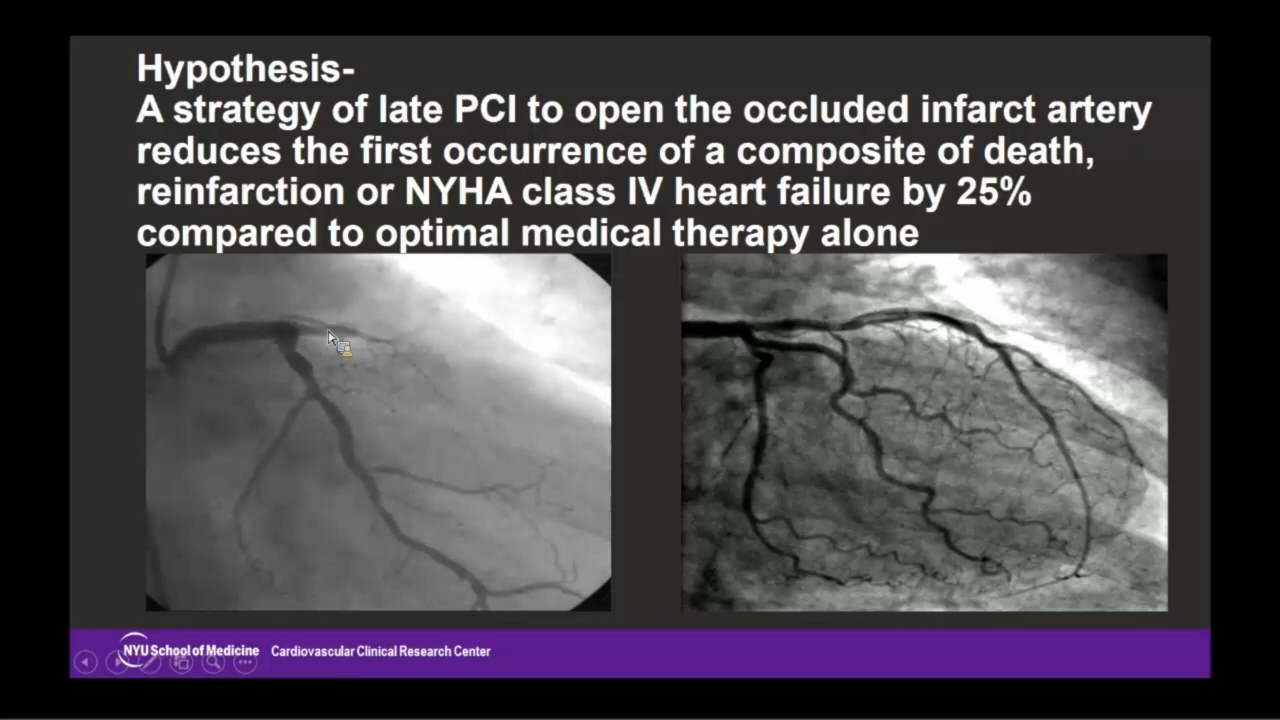 Hypothesis-
A strategy of late PCI to open the occluded infarct artery
reduces the first occurrence of a composite of death,
reinfarction or NYHA class IV heart failure by 25%
compared to optimal medical therapy alone
NYU School of Medicine Cardiovascular Clinical Research Center